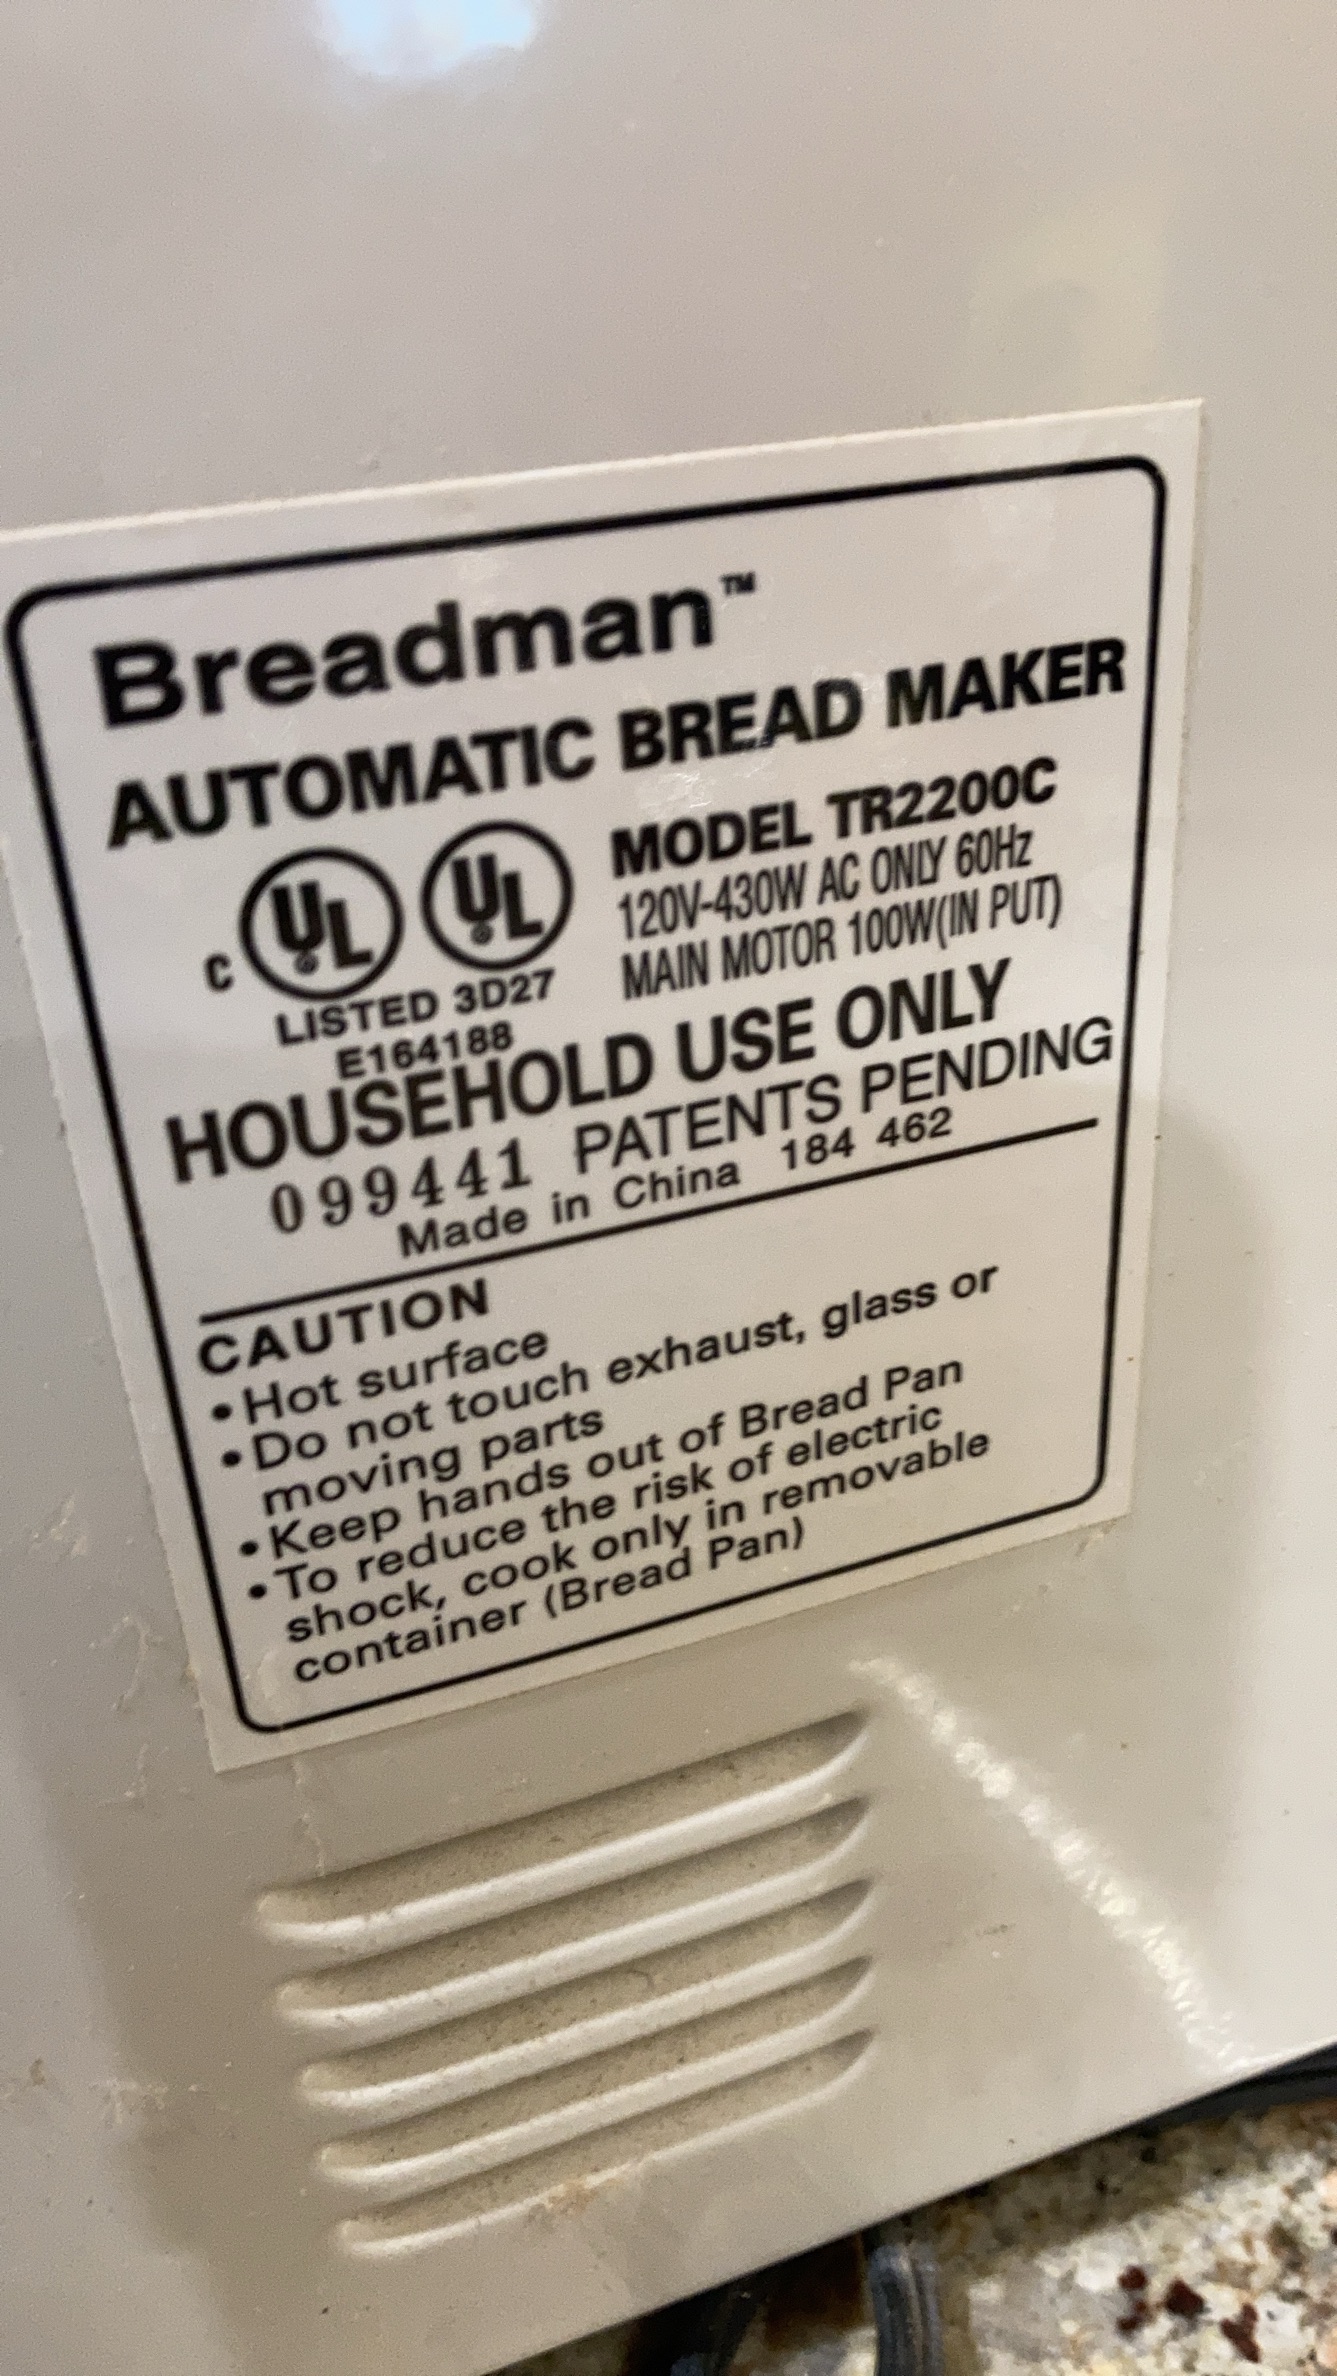 Breadman™
AUTOMATIC BREAD MAKER
C UL® UL®
LISTED 3D27
E164188
MODEL TR2200C
120V-430W AC ONLY 60Hz
MAIN MOTOR 100W(IN PUT)
HOUSEHOLD USE ONLY
099441 PATENTS PENDING
Made in China 184 462
CAUTION
•Hot surface
•Do not touch exhaust, glass or
moving parts
•Keep hands out of Bread Pan
•To reduce the risk of electric
shock, cook only in removable
container (Bread Pan)